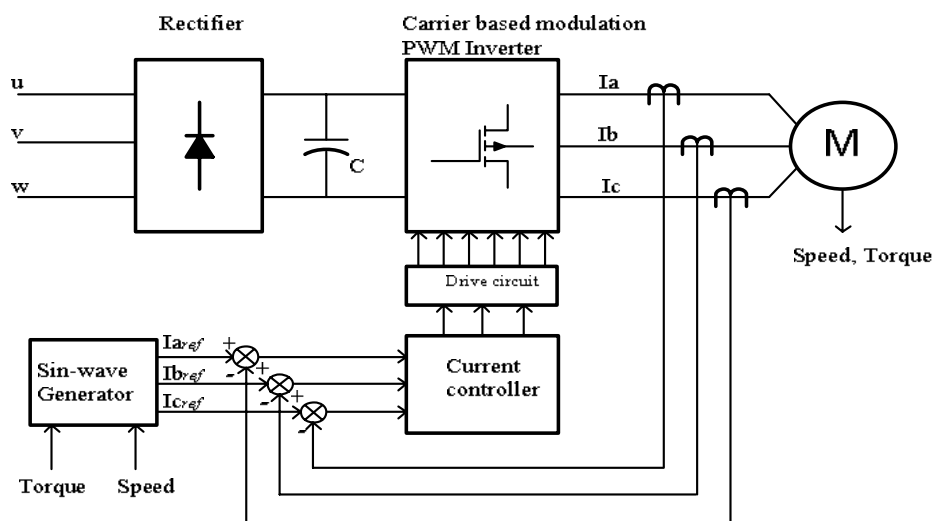 Rectifier
Carrier based modulation
PWM Inverter
u
v
w
C
Ia
Ib
Ic
M
Speed, Torque
Drive circuit
Sin-wave
Generator
Iaref
Ibref
Icref
+
-
+
-
+
-
Current
controller
Torque
Speed